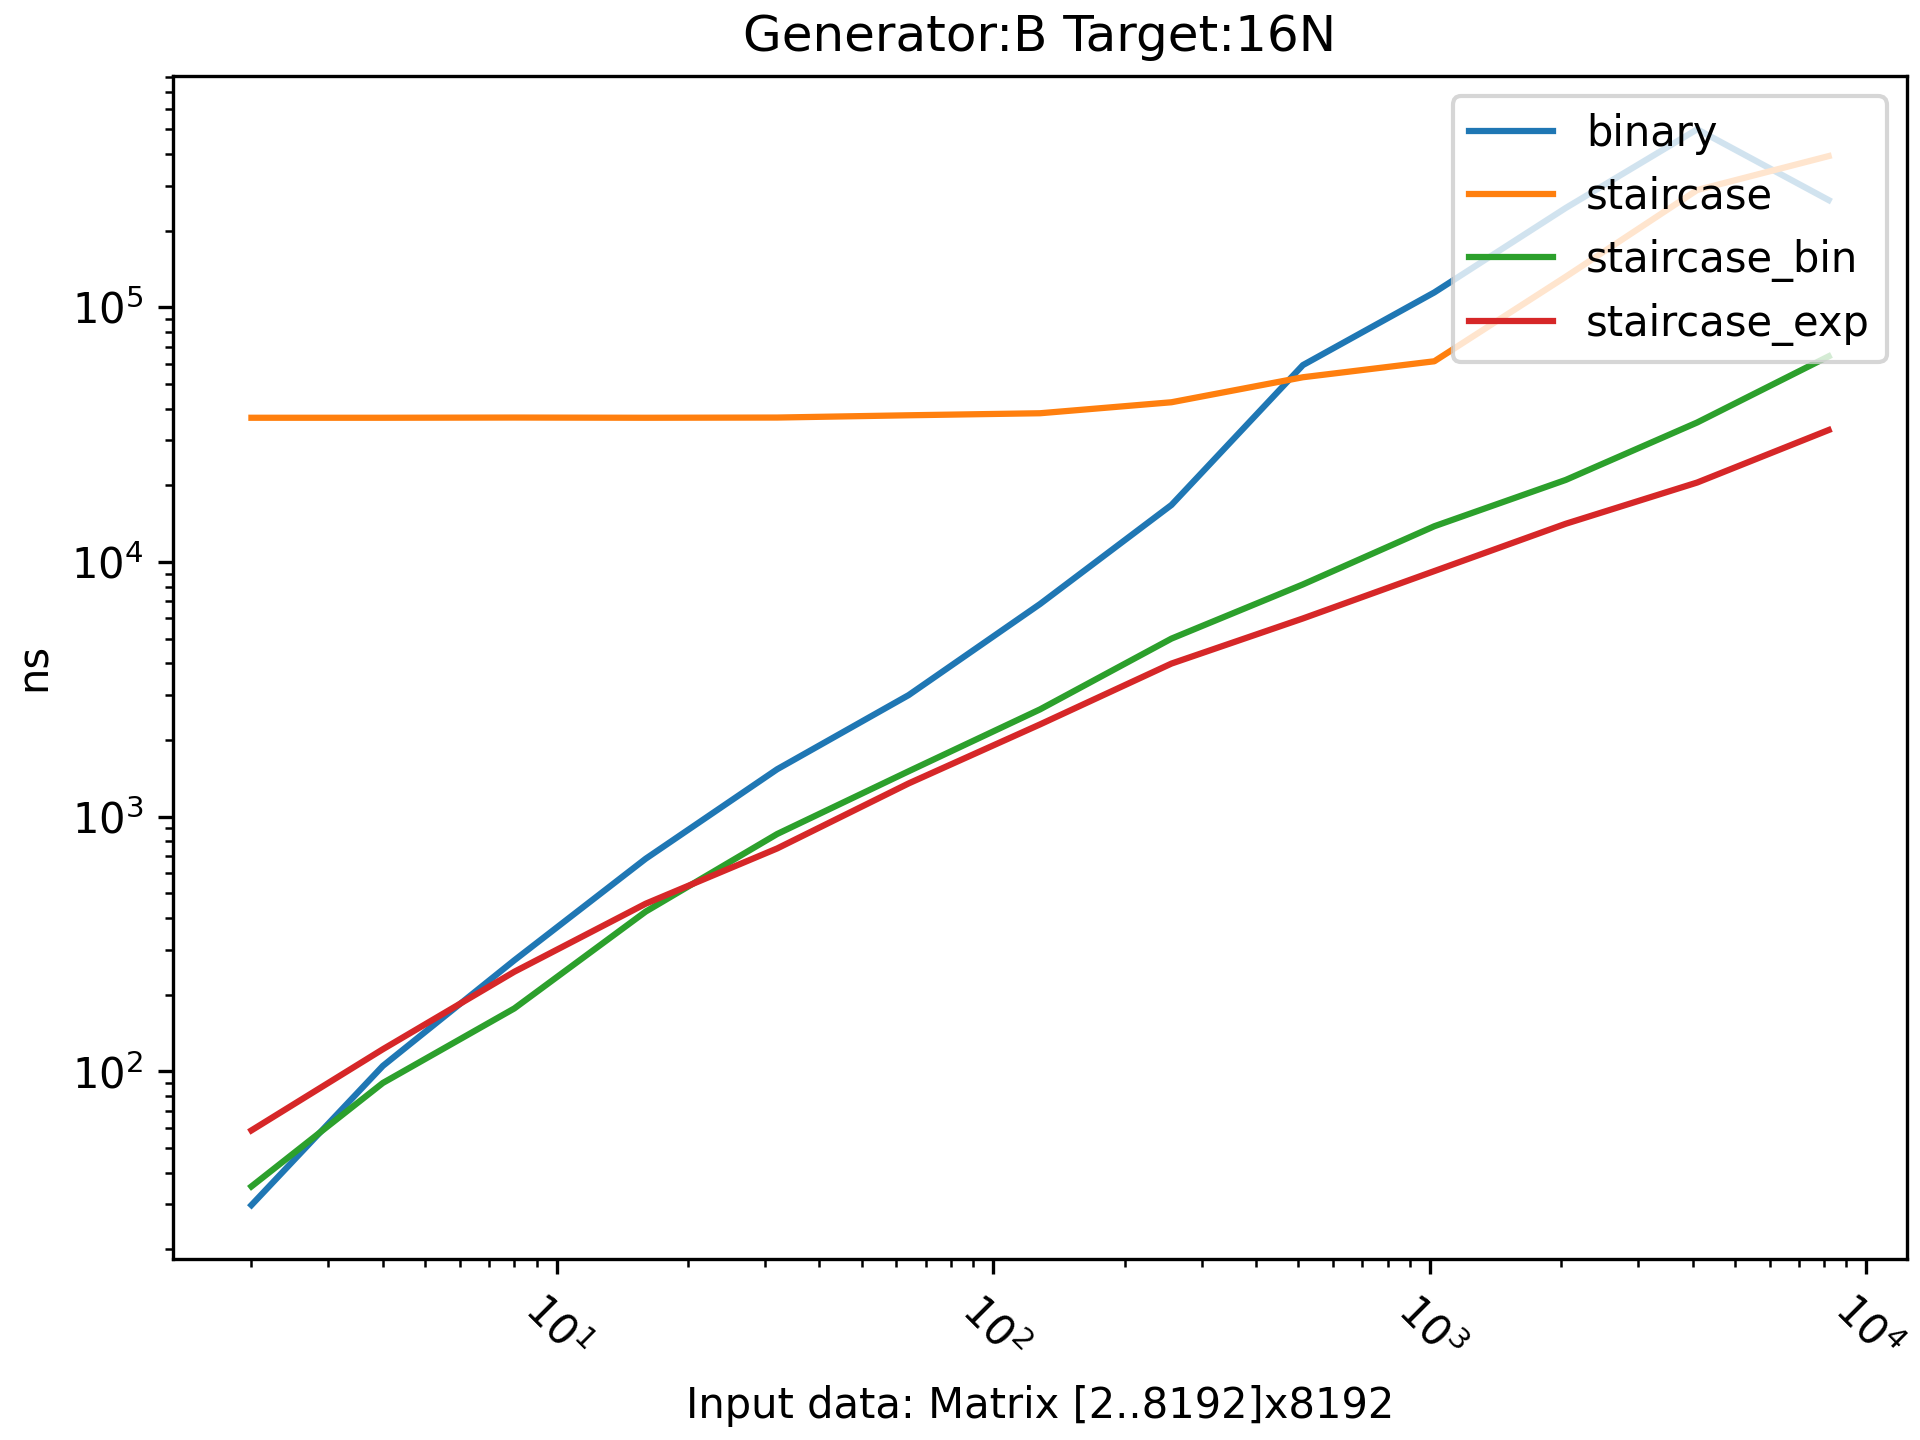 Generator:B Target:16N
binary
staircase
staircase_bin
staircase_exp
ns
10⁵
10⁴
10³
10²
10¹ 10² 10³ 10⁴
Input data: Matrix [2..8192]x8192